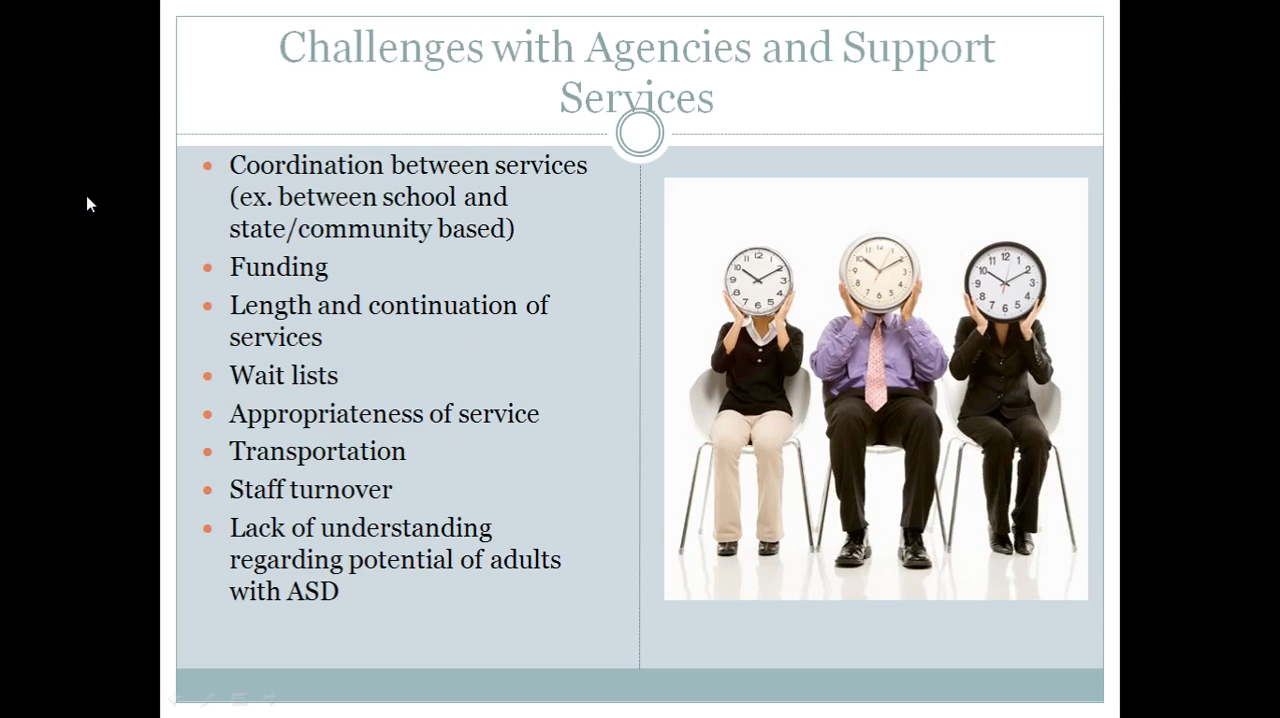 Challenges with Agencies and Support
Services
Coordination between services
(ex. between school and
state/community based)
Funding
Length and continuation of
services
Wait lists
Appropriateness of service
Transportation
Staff turnover
Lack of understanding
regarding potential of adults
with ASD